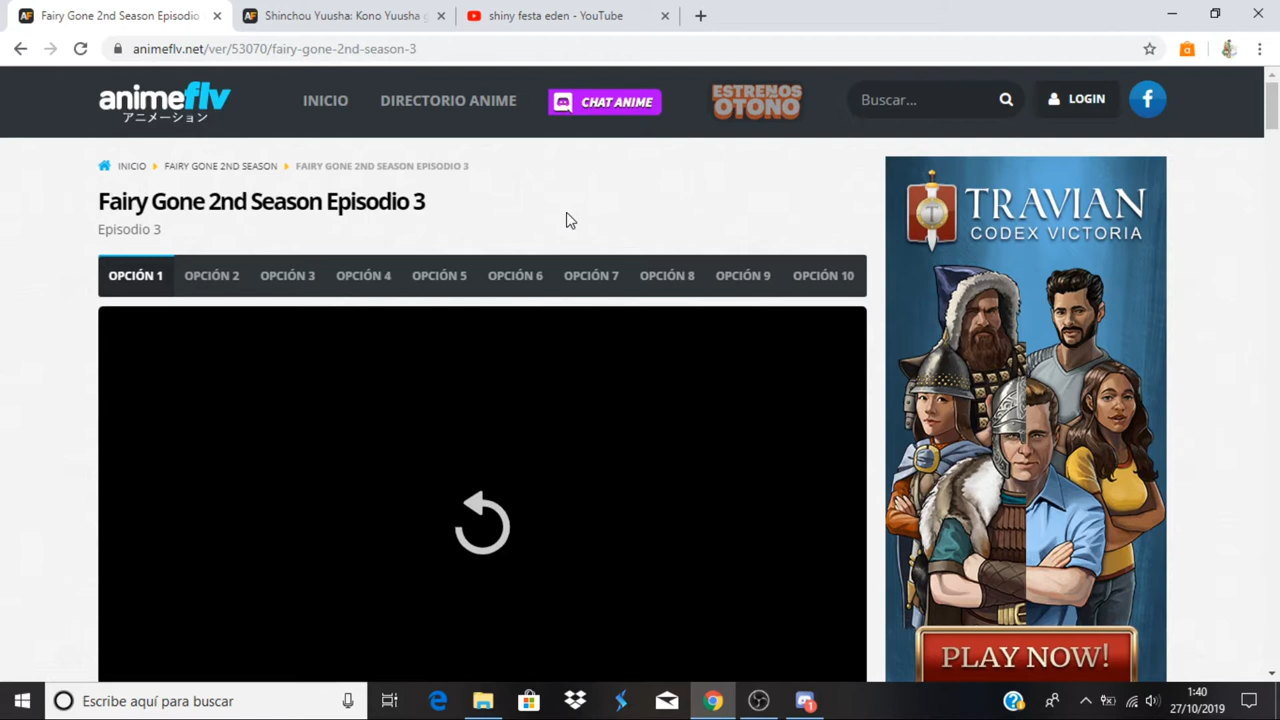 Fairy Gone 2nd Season Episodio
Shinchou Yuusha: Kono Yuusha g
shiny festa eden - YouTube
animeflv.net/ver/53070/fairy-gone-2nd-season-3
animeflv
アニメーション
INICIO
DIRECTORIO ANIME
CHAT ANIME
ESTRENOS
OTOÑO
Buscar...
LOGIN
INICIO
FAIRY GONE 2ND SEASON
FAIRY GONE 2ND SEASON EPISODIO 3
Fairy Gone 2nd Season Episodio 3
Episodio 3
OPCIÓN 1 OPCIÓN 2 OPCIÓN 3 OPCIÓN 4 OPCIÓN 5 OPCIÓN 6 OPCIÓN 7 OPCIÓN 8 OPCIÓN 9 OPCIÓN 10
TRAVIAN
CODEX VICTORIA
PLAY NOW!
Escribe aquí para buscar
1:40
27/10/2019